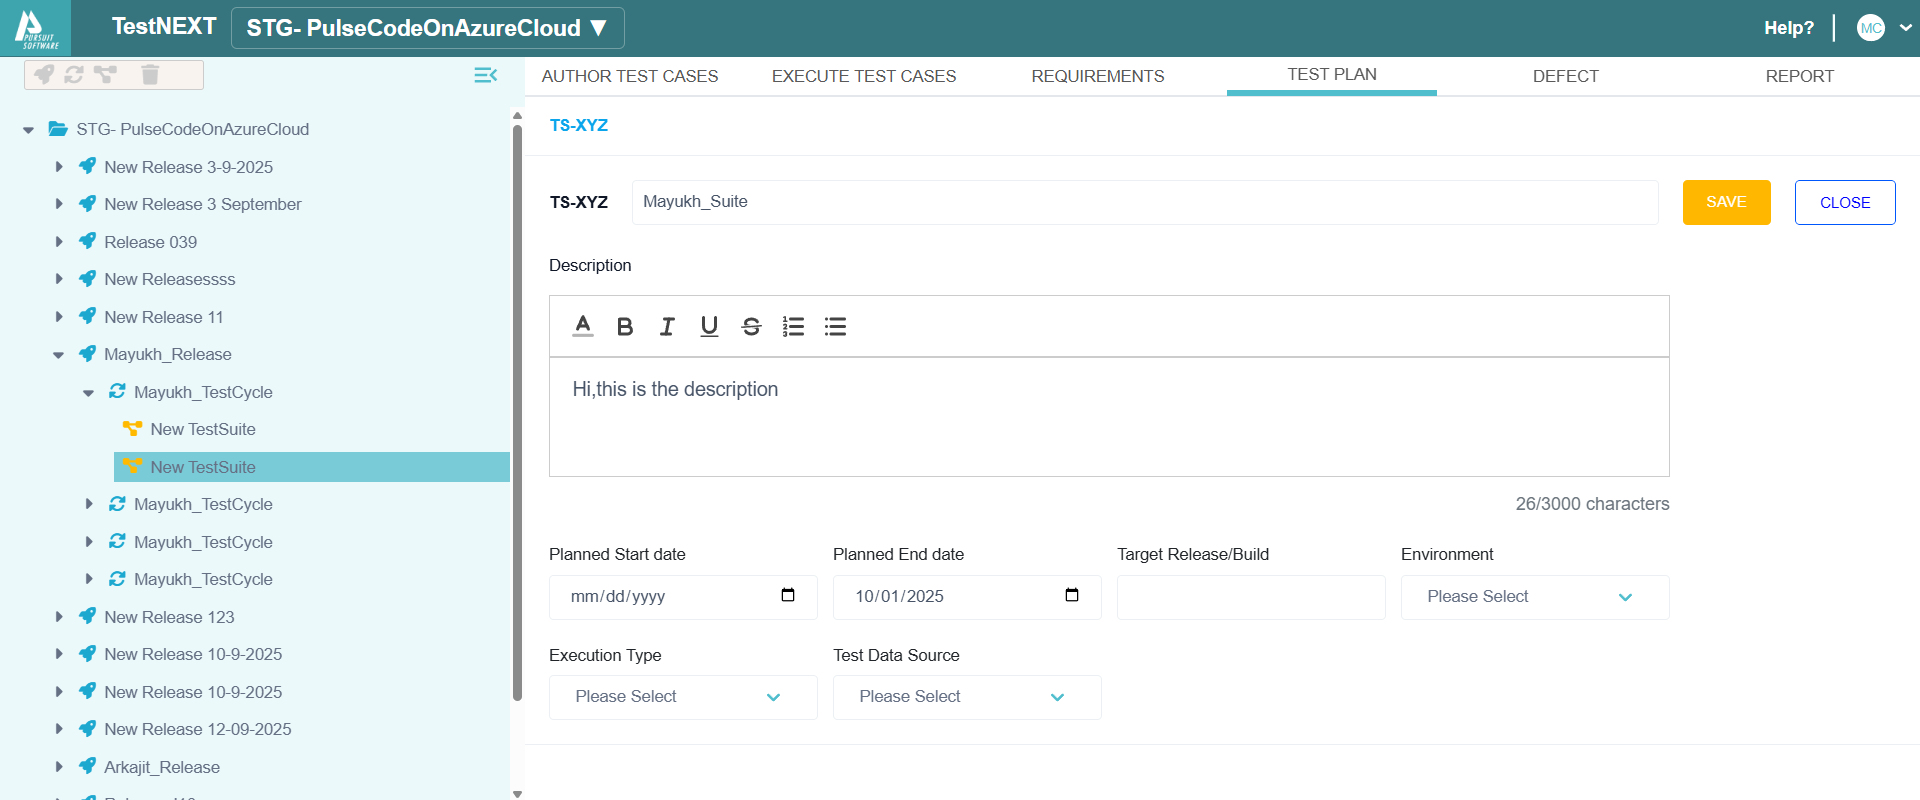 PURSUIT
SOFTWARE
TestNEXT
STG- PulseCodeOnAzureCloud ▼
Help?
MC
AUTHOR TEST CASES
EXECUTE TEST CASES
REQUIREMENTS
TEST PLAN
DEFECT
REPORT
STG- PulseCodeOnAzureCloud
New Release 3-9-2025
New Release 3 September
Release 039
New Releasessss
New Release 11
Mayukh_Release
Mayukh_TestCycle
New TestSuite
New TestSuite
Mayukh_TestCycle
Mayukh_TestCycle
Mayukh_TestCycle
New Release 123
New Release 10-9-2025
New Release 10-9-2025
New Release 12-09-2025
Arkajit_Release
TS-XYZ
TS-XYZ
Mayukh_Suite
SAVE
CLOSE
Description
Hi,this is the description
26/3000 characters
Planned Start date
Planned End date
Target Release/Build
Environment
mm/dd/yyyy
10/01/2025
Please Select
Execution Type
Test Data Source
Please Select
Please Select